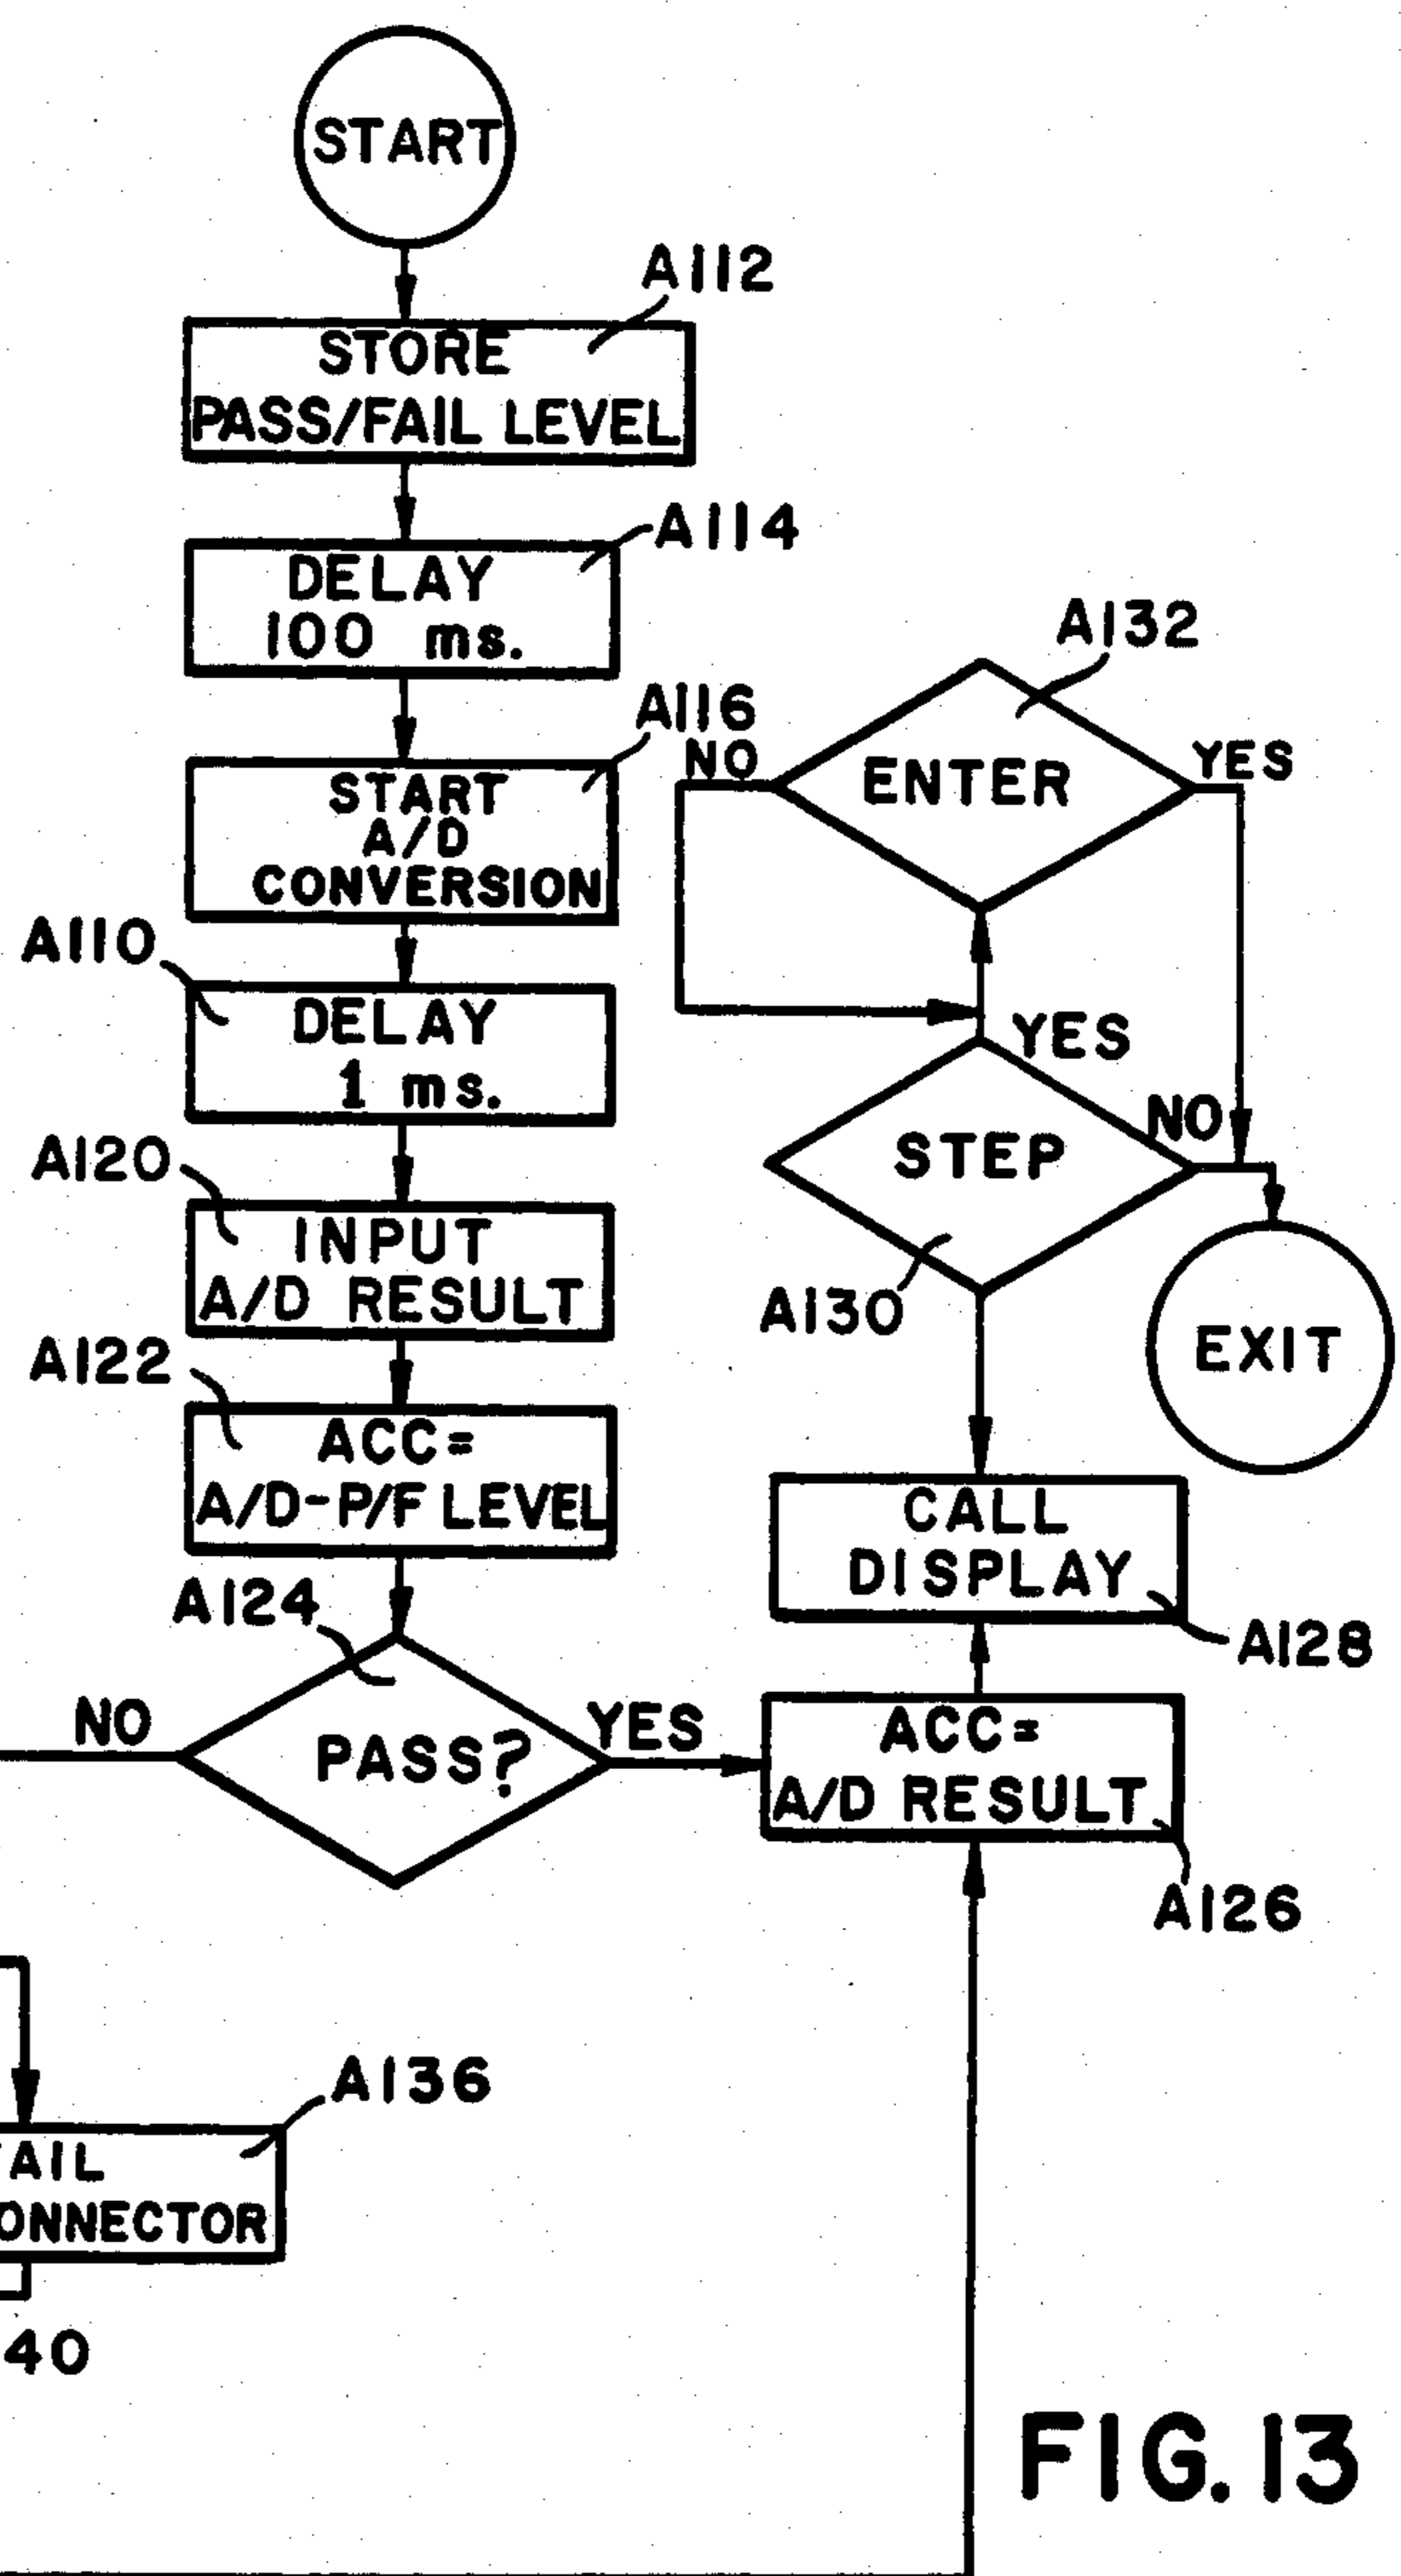 START
A112
STORE
PASS/FAIL LEVEL
A114
DELAY
100 ms.
A116
START
A/D
CONVERSION
A110
DELAY
1 ms.
A120
INPUT
A/D RESULT
A122
ACC=
A/D-P/F LEVEL
A124
NO
PASS?
YES
A132
NO
ENTER
YES
YES
STEP
NO
A130
EXIT
CALL
DISPLAY
A128
ACC=
A/D RESULT
A126
A136
AIL
ONNECTOR
40
FIG. 13